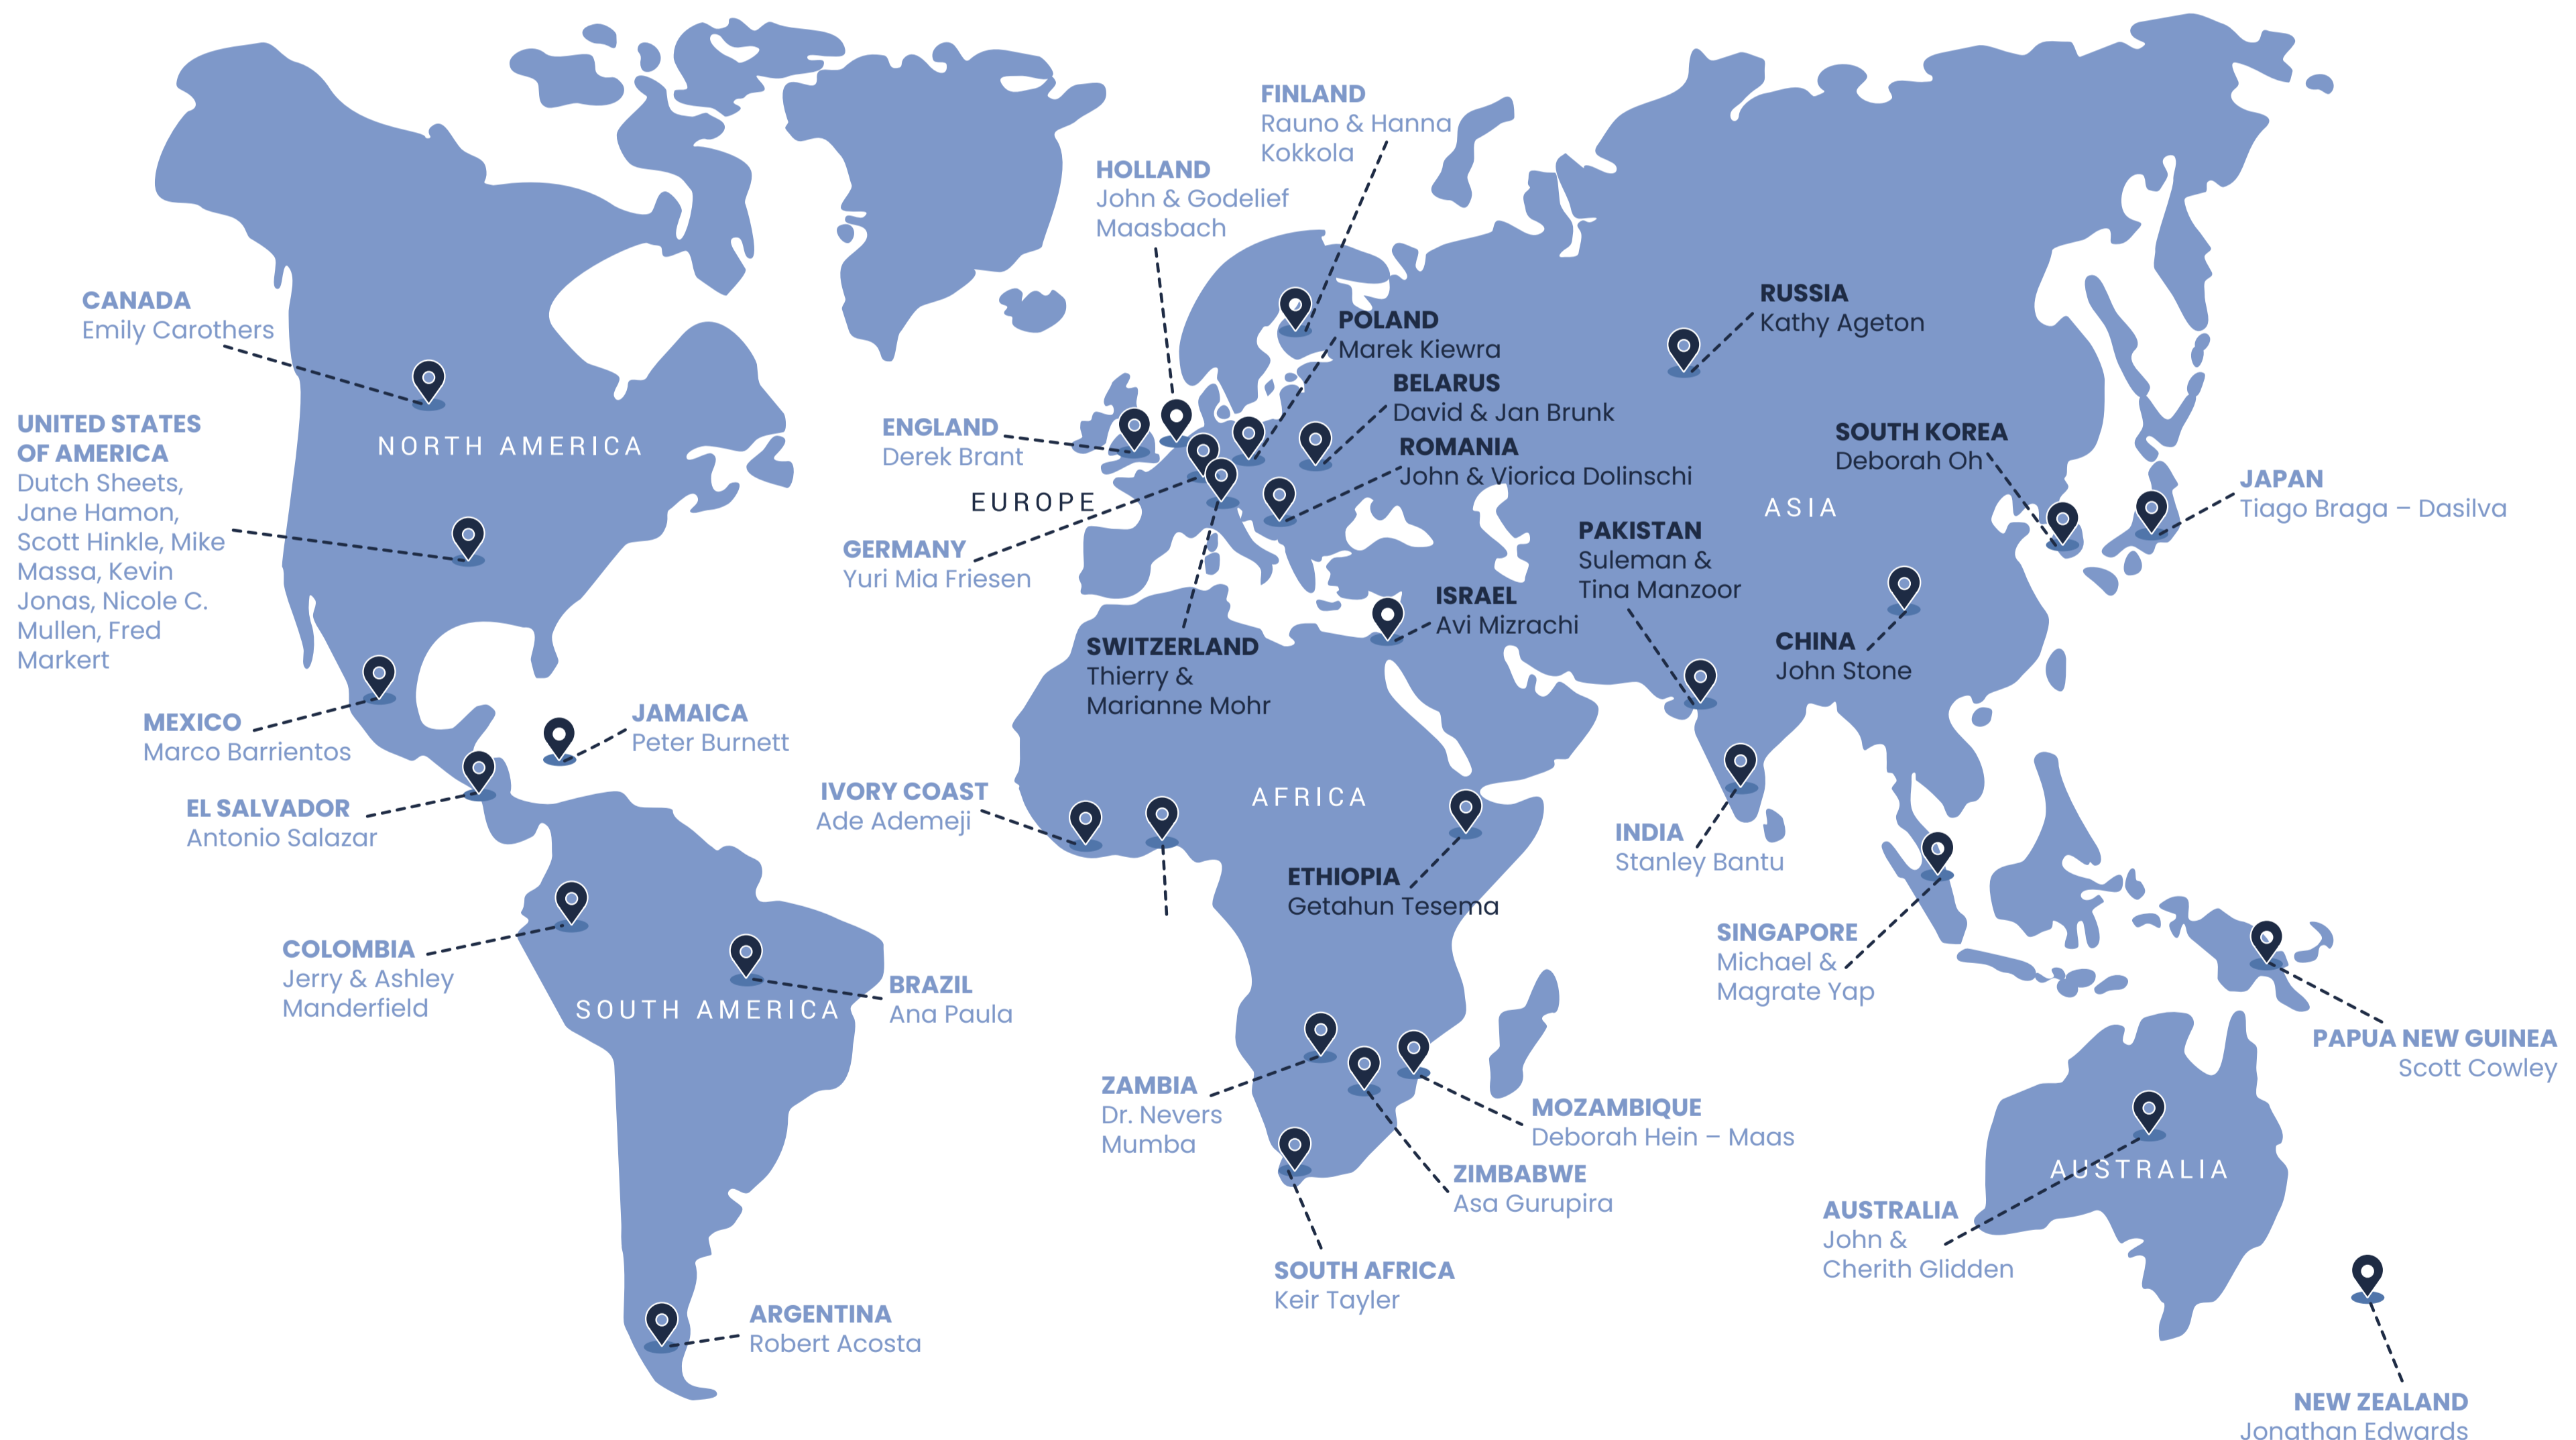 FINLAND
Rauno & Hanna
Kokkola
HOLLAND
John & Godelief
Maasbach
CANADA
Emily Carothers
RUSSIA
Kathy Ageton
POLAND
Marek Kiewra
BELARUS
David & Jan Brunk
UNITED STATES
OF AMERICA
Dutch Sheets,
Jane Hamon,
Scott Hinkle, Mike
Massa, Kevin
Jonas, Nicole C.
Mullen, Fred
Markert
NORTH AMERICA
ENGLAND
Derek Brant
ROMANIA
John & Viorica Dolinschi
SOUTH KOREA
Deborah Oh
JAPAN
Tiago Braga – Dasilva
EUROPE
ASIA
GERMANY
Yuri Mia Friesen
PAKISTAN
Suleman &
Tina Manzoor
ISRAEL
Avi Mizrachi
SWITZERLAND
Thierry &
Marianne Mohr
CHINA
John Stone
MEXICO
Marco Barrientos
JAMAICA
Peter Burnett
EL SALVADOR
Antonio Salazar
IVORY COAST
Ade Ademeji
AFRICA
INDIA
Stanley Bantu
ETHIOPIA
Getahun Tesema
COLOMBIA
Jerry & Ashley
Manderfield
SINGAPORE
Michael &
Magrate Yap
BRAZIL
Ana Paula
SOUTH AMERICA
PAPUA NEW GUINEA
Scott Cowley
ZAMBIA
Dr. Nevers
Mumba
MOZAMBIQUE
Deborah Hein – Maas
ZIMBABWE
Asa Gurupira
AUSTRALIA
AUSTRALIA
John &
Cherith Glidden
SOUTH AFRICA
Keir Tayler
ARGENTINA
Robert Acosta
NEW ZEALAND
Jonathan Edwards